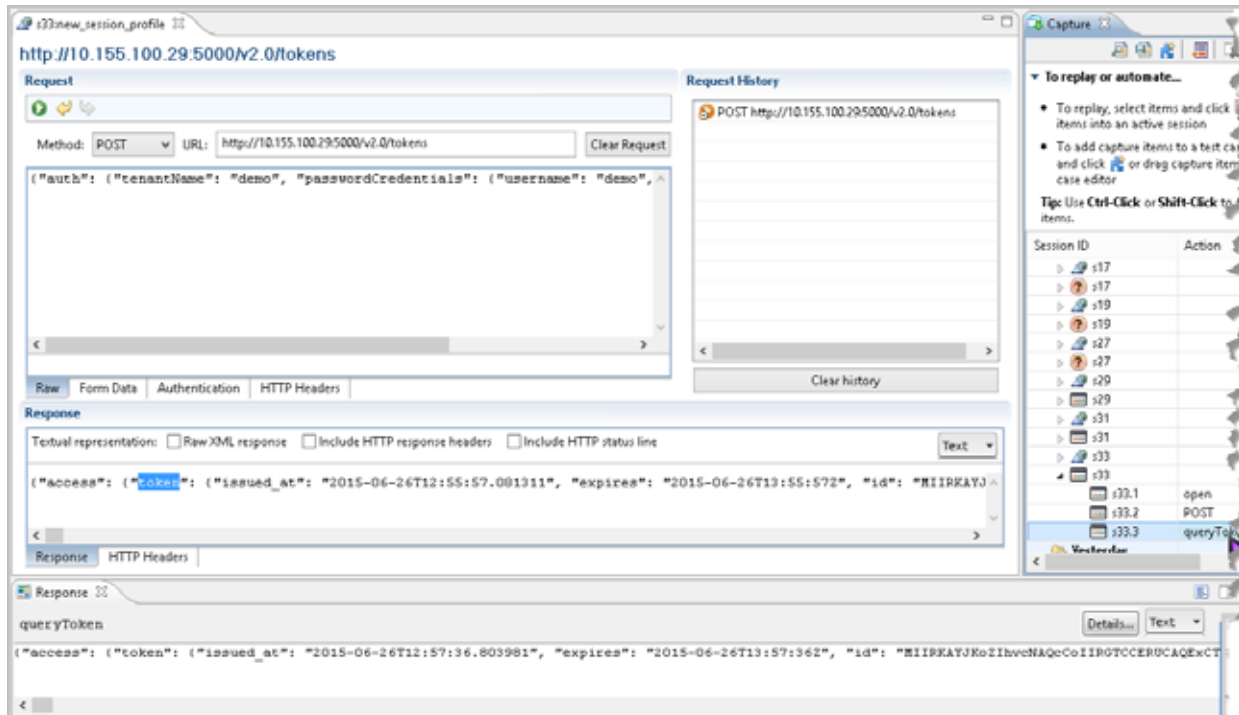 s33:new_session_profile
http://10.155.100.29:5000/v2.0/tokens
Request
Method: POST URL: http://10.155.100.29:5000/v2.0/tokens Clear Request
{"auth": {"tenantName": "demo", "passwordCredentials": {"username": "demo",
Raw Form Data Authentication HTTP Headers
Request History
POST http://10.155.100.29:5000/v2.0/tokens
Clear history
Response
Textual representation: Raw XML response Include HTTP response headers Include HTTP status line Text
{"access": {"token": {"issued_at": "2015-06-26T12:55:57.081311", "expires": "2015-06-26T13:55:57Z", "id": "MIIRKAYJ
Response HTTP Headers
Capture
To replay or automate...
To replay, select items and click
items into an active session
To add capture items to a test ca
and click or drag capture item
case editor
Tip: Use Ctrl-Click or Shift-Click to
items.
Session ID Action
s17
s17
s19
s19
s27
s27
s29
s29
s31
s31
s33
s33
s33.1 open
s33.2 POST
s33.3 queryTok
Yesterday
Response
queryToken Details... Text
{"access": {"token": {"issued_at": "2015-06-26T12:57:36.803981", "expires": "2015-06-26T13:57:36Z", "id": "MIIRKAYJKoZIhvcNAQcCoIIRGTCCERUCAQExCT